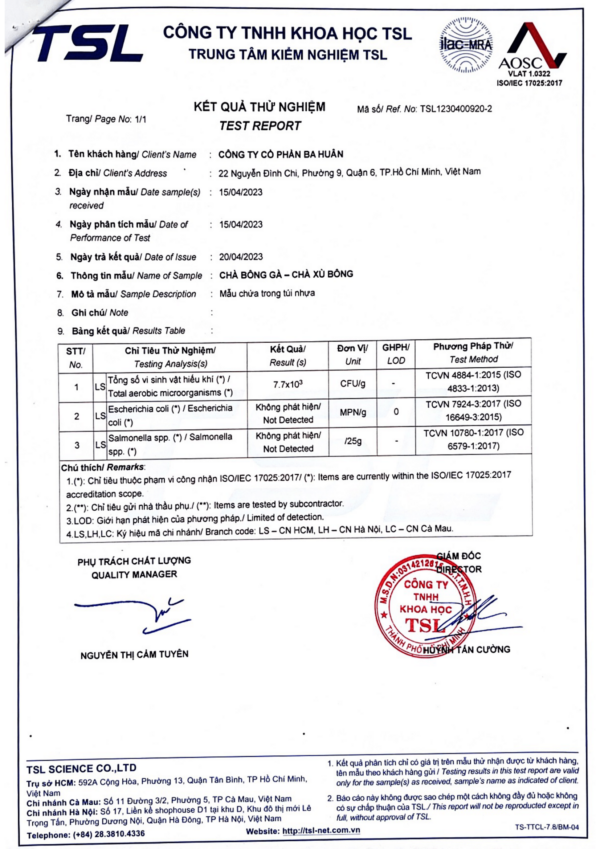 TSL
CÔNG TY TNHH KHOA HỌC TSL
TRUNG TÂM KIỂM NGHIỆM TSL
ilac-MRA
AOSC
VLAT 1.0322
ISO/IEC 17025:2017
Trang/ Page No: 1/1
KẾT QUẢ THỬ NGHIỆM
TEST REPORT
Mã số/ Ref. No: TSL1230400920-2
1. Tên khách hàng/ Client's Name : CÔNG TY CỔ PHẦN BA HUÂN
2. Địa chỉ/ Client's Address : 22 Nguyễn Đình Chi, Phường 9, Quận 6, TP.Hồ Chí Minh, Việt Nam
3. Ngày nhận mẫu/ Date sample(s) received : 15/04/2023
4. Ngày phân tích mẫu/ Date of Performance of Test : 15/04/2023
5. Ngày trả kết quả/ Date of Issue : 20/04/2023
6. Thông tin mẫu/ Name of Sample : CHÀ BÔNG GÀ – CHÀ XÙ BÔNG
7. Mô tả mẫu/ Sample Description : Mẫu chứa trong túi nhựa
8. Ghi chú/ Note :
9. Bảng kết quả/ Results Table :
STT/ No. Chỉ Tiêu Thử Nghiệm/ Testing Analysis(s) Kết Quả/ Result (s) Đơn Vị/ Unit GHPH/ LOD Phương Pháp Thử/ Test Method
1 LS Tổng số vi sinh vật hiếu khí (*) / Total aerobic microorganisms (*) 7.7x10³ CFU/g - TCVN 4884-1:2015 (ISO 4833-1:2013)
2 LS Escherichia coli (*) / Escherichia coli (*) Không phát hiện/ Not Detected MPN/g 0 TCVN 7924-3:2017 (ISO 16649-3:2015)
3 LS Salmonella spp. (*) / Salmonella spp. (*) Không phát hiện/ Not Detected /25g - TCVN 10780-1:2017 (ISO 6579-1:2017)
Chú thích/ Remarks:
1.(*): Chỉ tiêu thuộc phạm vi công nhận ISO/IEC 17025:2017/ (*): Items are currently within the ISO/IEC 17025:2017
accreditation scope.
2.(**): Chỉ tiêu gửi nhà thầu phụ./ (**): Items are tested by subcontractor.
3.LOD: Giới hạn phát hiện của phương pháp./ Limited of detection.
4.LS,LH,LC: Ký hiệu mã chi nhánh/ Branch code: LS – CN HCM, LH – CN Hà Nội, LC – CN Cà Mau.
PHỤ TRÁCH CHẤT LƯỢNG
QUALITY MANAGER
NGUYỄN THỊ CẨM TUYÊN
GIÁM ĐỐC
DIRECTOR
CÔNG TY
TNHH
KHOA HỌC
TSL
THÀNH PHỐ HỒ CHÍ MINH
HUỲNH TẤN CƯỜNG
TSL SCIENCE CO.,LTD
Trụ sở HCM: 592A Cộng Hòa, Phường 13, Quận Tân Bình, TP Hồ Chí Minh,
Việt Nam
Chi nhánh Cà Mau: Số 11 Đường 3/2, Phường 5, TP Cà Mau, Việt Nam
Chi nhánh Hà Nội: Số 17, Liền kề shophouse D1 tại khu D, Khu đô thị mới Lê
Trọng Tấn, Phường Dương Nội, Quận Hà Đông, TP Hà Nội, Việt Nam
Telephone: (+84) 28.3810.4336
Website: http://tsl-net.com.vn
1. Kết quả phân tích chỉ có giá trị trên mẫu thử nhận được từ khách hàng,
tên mẫu theo khách hàng gửi / Testing results in this test report are valid
only for the sample(s) as received, sample's name as indicated of client.
2. Báo cáo này không được sao chép một cách không đầy đủ hoặc không
có sự chấp thuận của TSL./ This report will not be reproducted except in
full, without approval of TSL.
TS-TTCL-7.8/BM-04